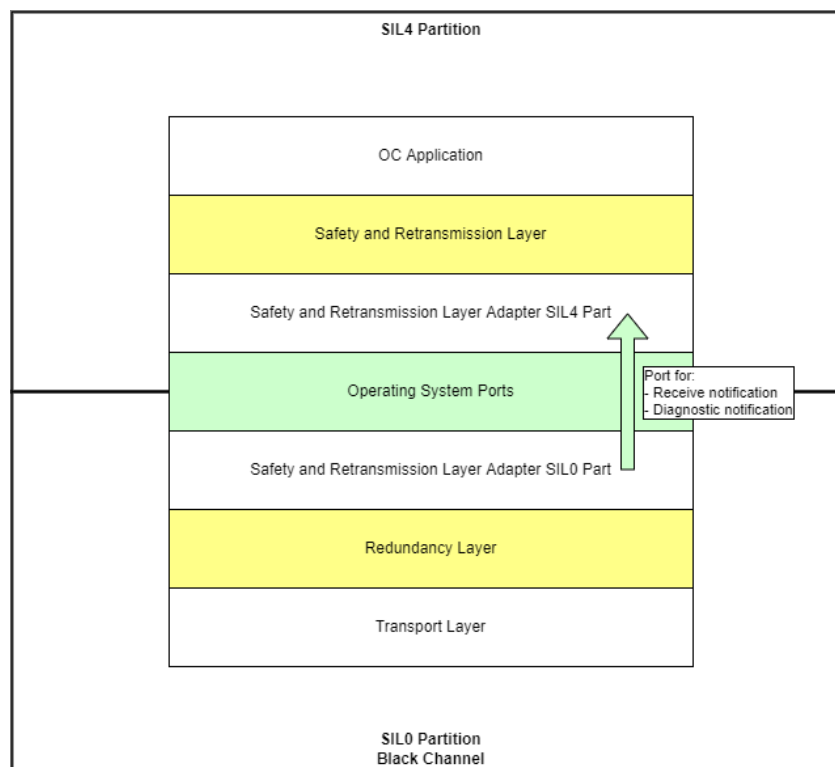 SIL4 Partition
OC Application
Safety and Retransmission Layer
Safety and Retransmission Layer Adapter SIL4 Part
Operating System Ports
Port for:
- Receive notification
- Diagnostic notification
Safety and Retransmission Layer Adapter SIL0 Part
Redundancy Layer
Transport Layer
SIL0 Partition
Black Channel